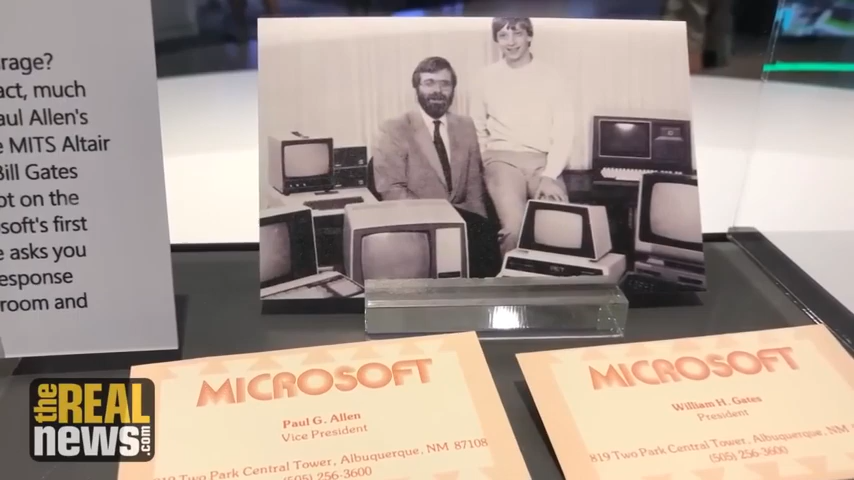 rage?
act, much
aul Allen's
e MITS Altair
Bill Gates
ot on the
osoft's first
e asks you
esponse
room and
MICROSOFT
Paul G. Allen
Vice President
819 Two Park Central Tower, Albuquerque, NM 87108
(505) 256-3600
MICROSOFT
William H. Gates
President
819 Two Park Central Tower, Albuquerque,
(505) 256-3600
the REAL
news.com